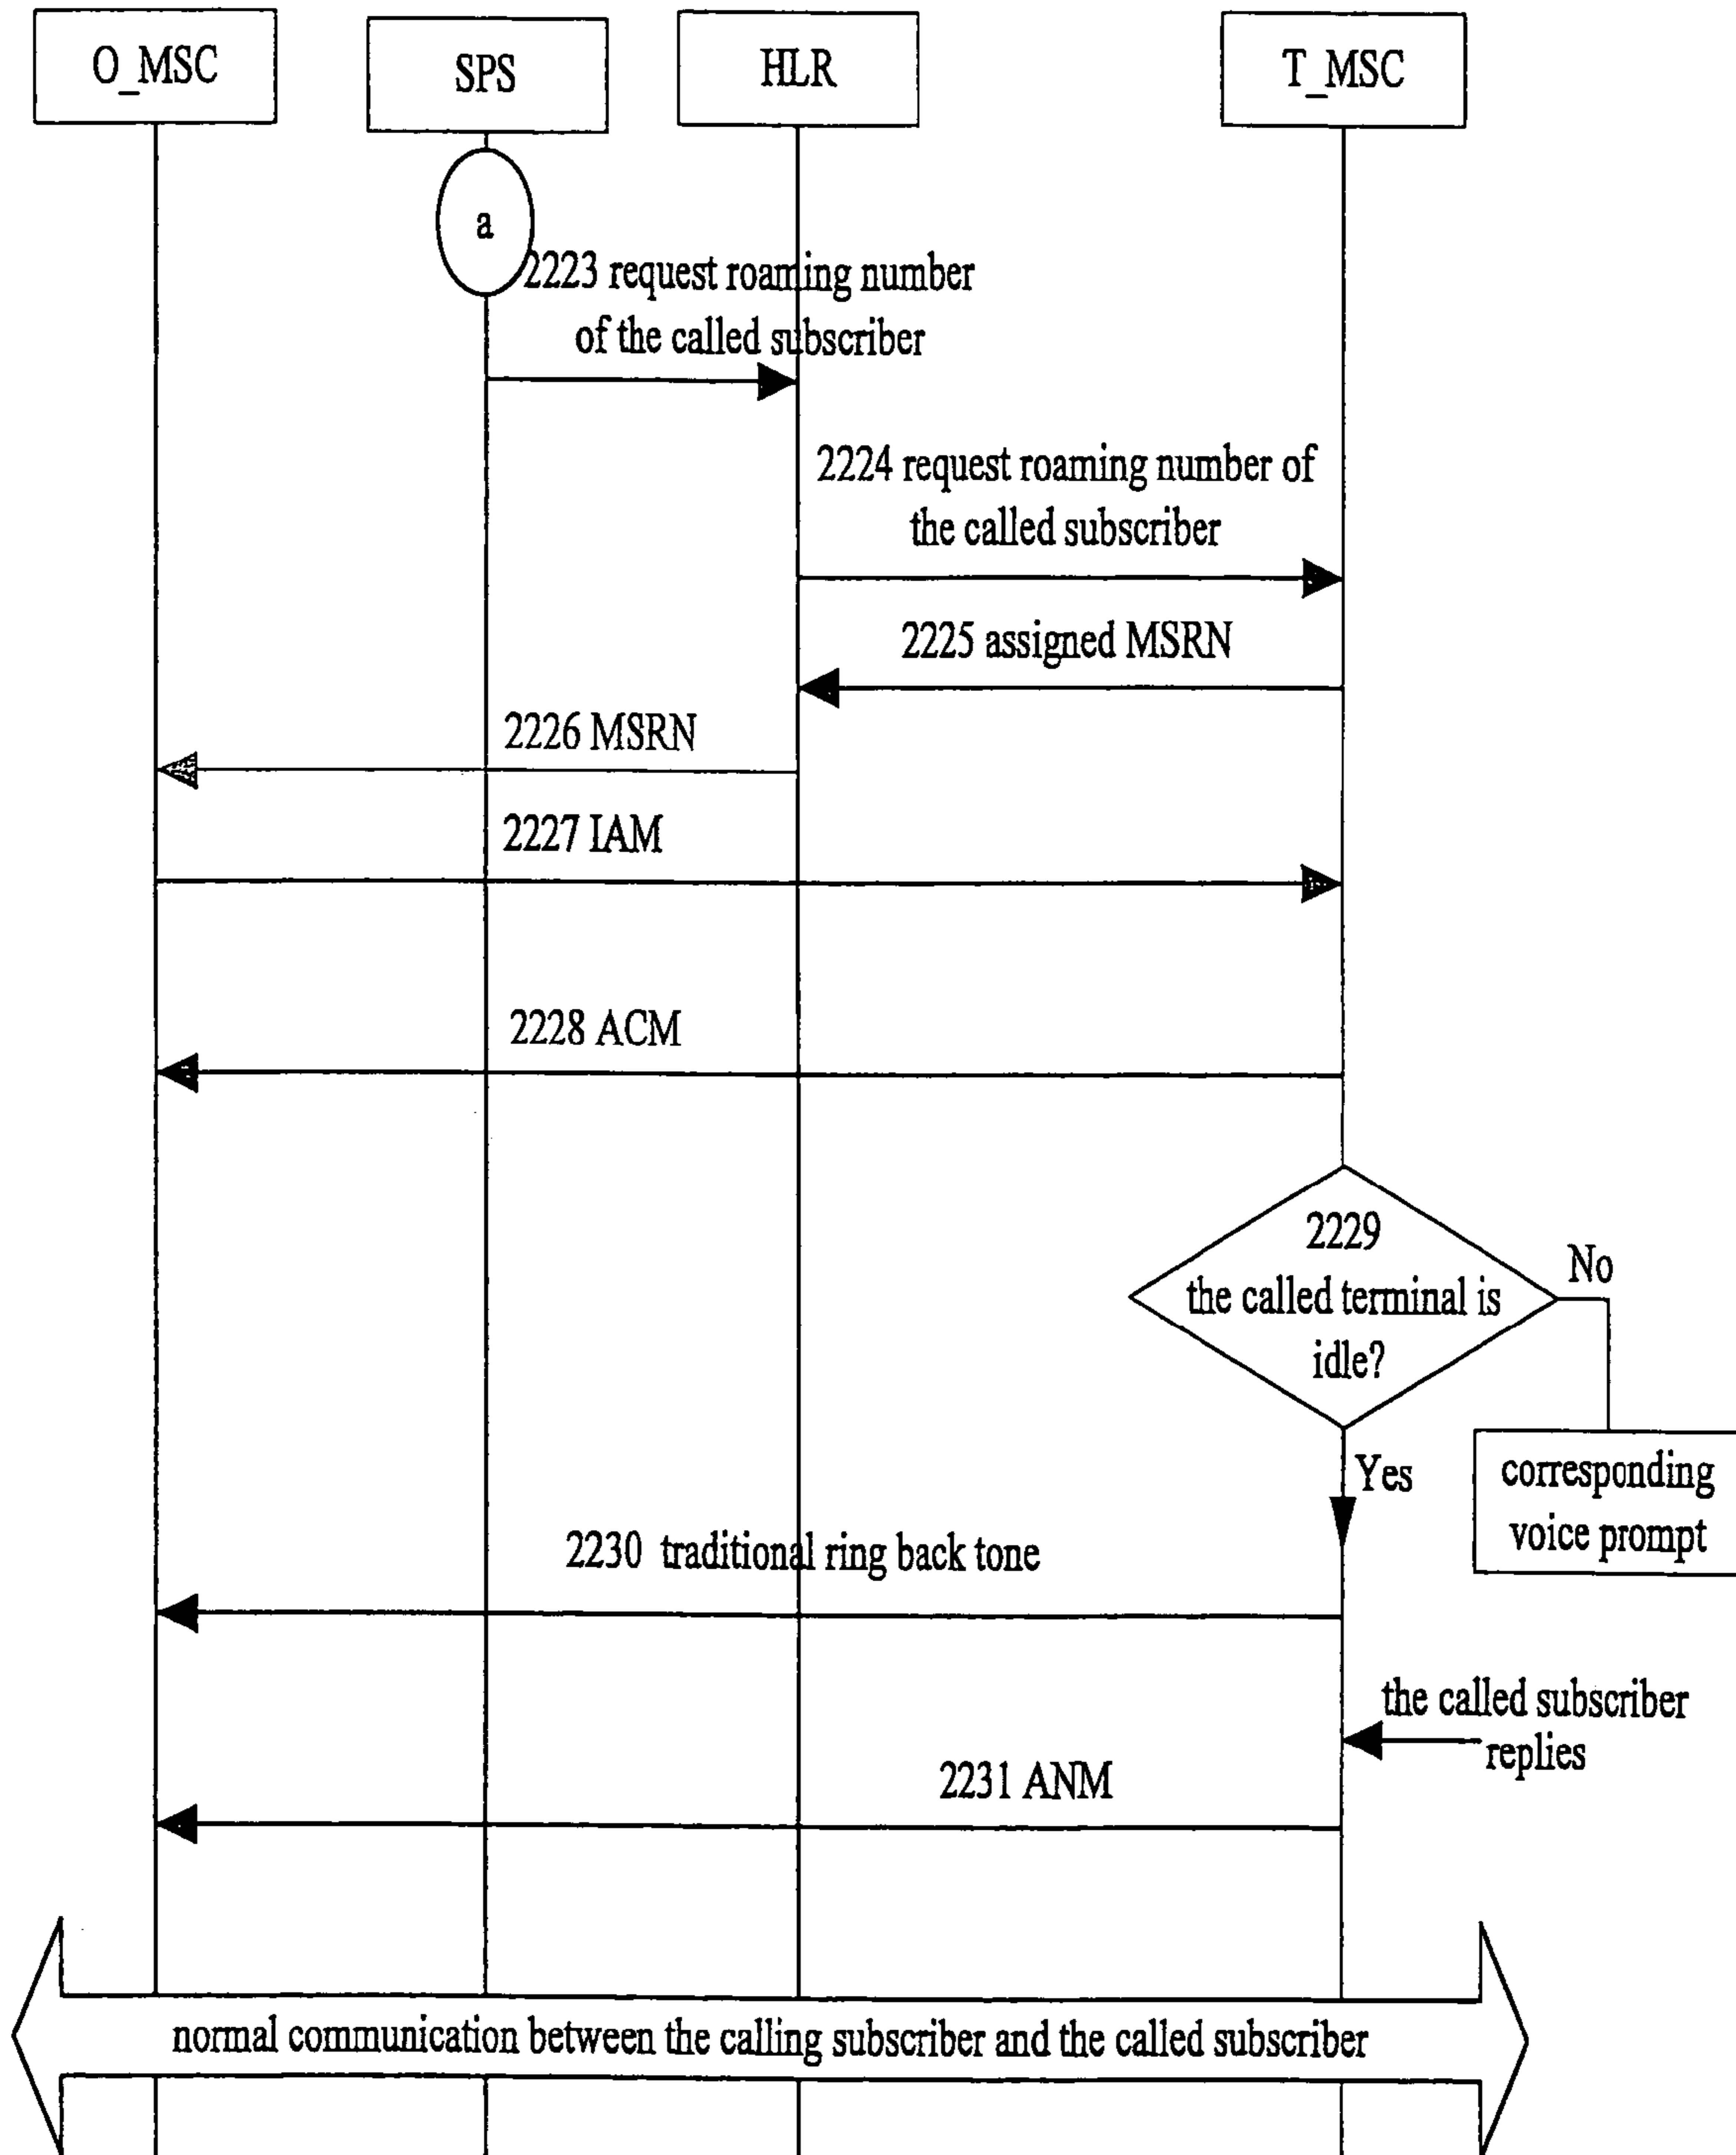 O_MSC
SPS
HLR
T_MSC
a
2223 request roaming number
of the called subscriber
2224 request roaming number of
the called subscriber
2225 assigned MSRN
2226 MSRN
2227 IAM
2228 ACM
2229
the called terminal is
idle?
No
Yes
corresponding
voice prompt
2230 traditional ring back tone
the called subscriber
replies
2231 ANM
normal communication between the calling subscriber and the called subscriber